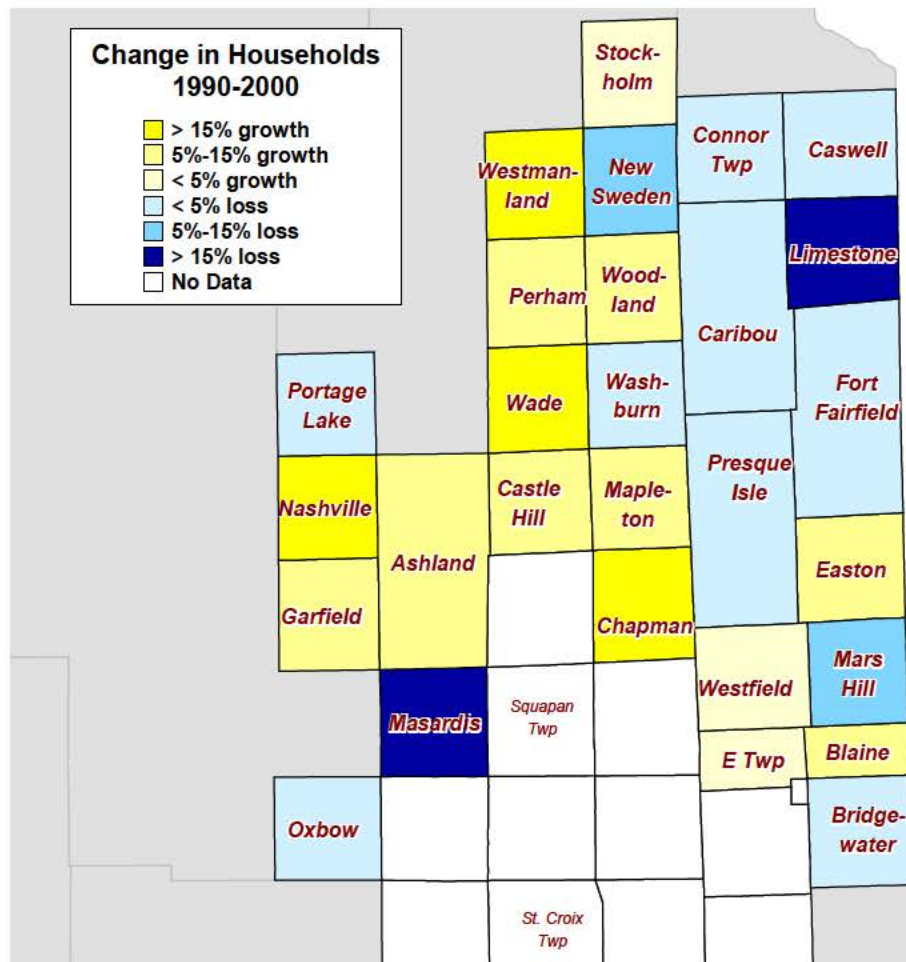 Change in Households
1990-2000
> 15% growth
5%-15% growth
< 5% growth
< 5% loss
5%-15% loss
> 15% loss
No Data
Stock-
holm
Connor
Twp
Caswell
Westman-
land
New
Sweden
Limestone
Perham
Wood-
land
Caribou
Portage
Lake
Wade
Wash-
burn
Fort
Fairfield
Nashville
Castle
Hill
Maple-
ton
Presque
Isle
Ashland
Easton
Garfield
Chapman
Mars
Hill
Westfield
Masardis
Squapan
Twp
E Twp
Blaine
Oxbow
Bridge-
water
St. Croix
Twp